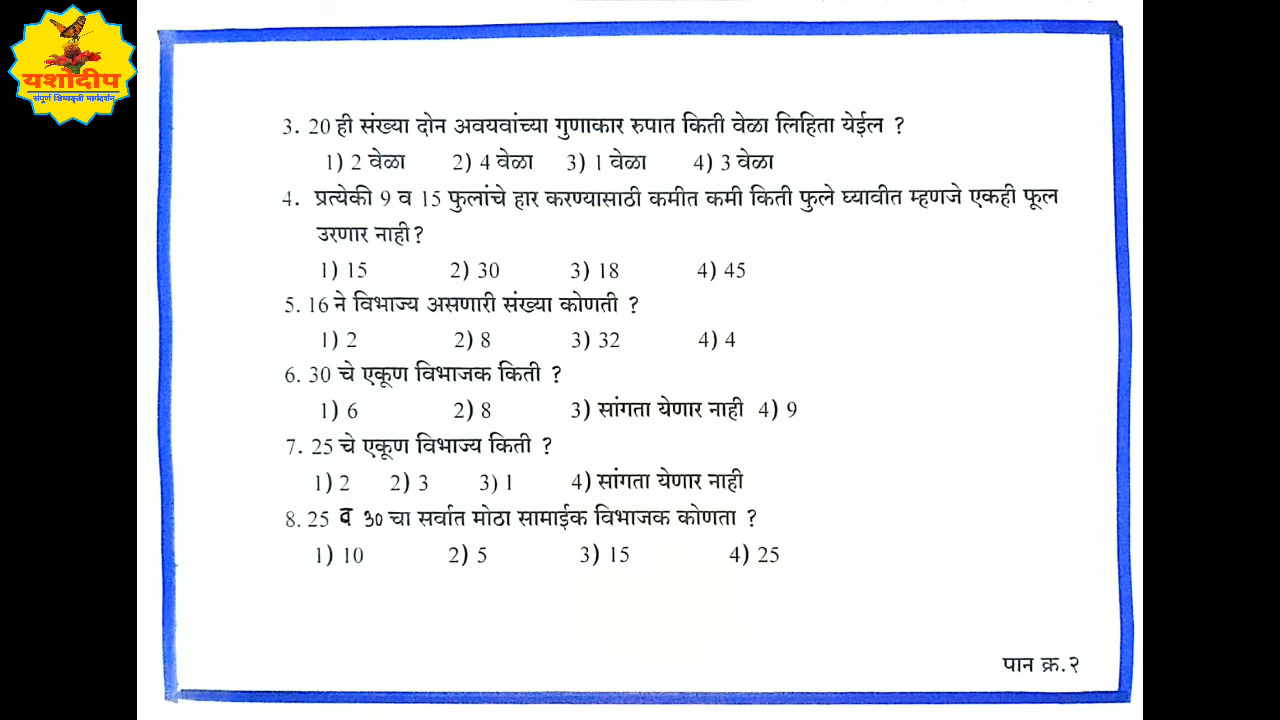 यशोदीप
संपूर्ण शिष्यवृत्ती मार्गदर्शन
3. 20 ही संख्या दोन अवयवांच्या गुणाकार रुपात किती वेळा लिहिता येईल ?
1) 2 वेळा 2) 4 वेळा 3) 1 वेळा 4) 3 वेळा
4. प्रत्येकी 9 व 15 फुलांचे हार करण्यासाठी कमीत कमी किती फुले घ्यावीत म्हणजे एकही फूल
उरणार नाही?
1) 15 2) 30 3) 18 4) 45
5. 16 ने विभाज्य असणारी संख्या कोणती ?
1) 2 2) 8 3) 32 4) 4
6. 30 चे एकूण विभाजक किती ?
1) 6 2) 8 3) सांगता येणार नाही 4) 9
7. 25 चे एकूण विभाज्य किती ?
1) 2 2) 3 3) 1 4) सांगता येणार नाही
8. 25 व 30 चा सर्वात मोठा सामाईक विभाजक कोणता ?
1) 10 2) 5 3) 15 4) 25
पान क्र.२